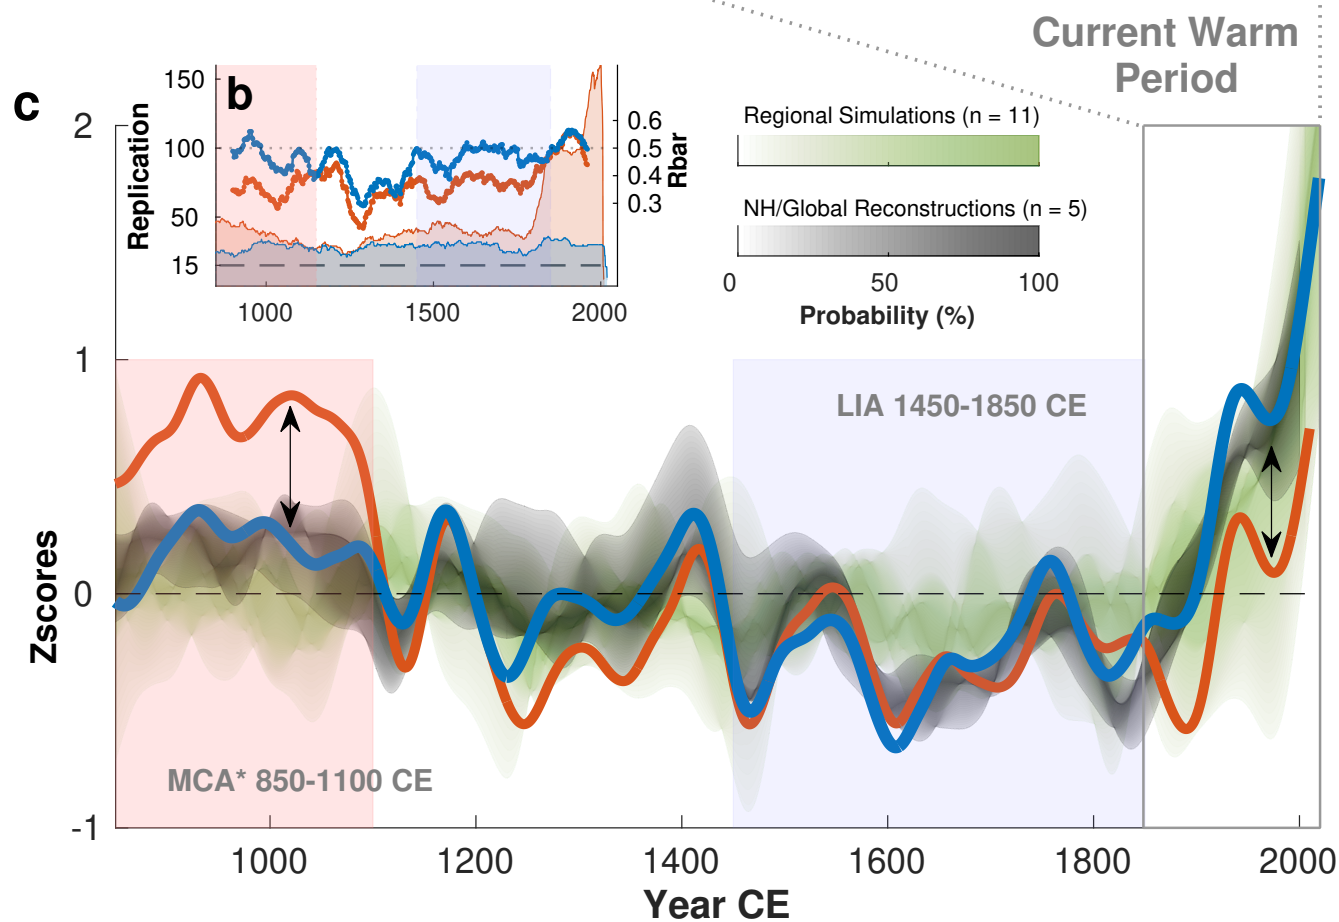 Current Warm
Period
c
b
Replication
150
100
50
15
0.6
0.5
0.4
0.3
Rbar
1000
1500
2000
Regional Simulations (n = 11)
NH/Global Reconstructions (n = 5)
0
50
100
Probability (%)
2
1
0
-1
Zscores
LIA 1450-1850 CE
MCA* 850-1100 CE
1000
1200
1400
1600
1800
2000
Year CE